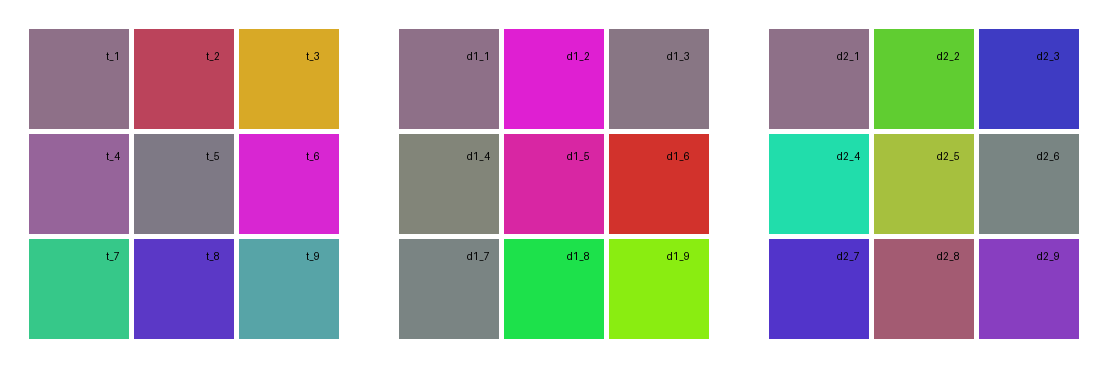 t_1 t_2 t_3 d1_1 d1_2 d1_3 d2_1 d2_2 d2_3
t_4 t_5 t_6 d1_4 d1_5 d1_6 d2_4 d2_5 d2_6
t_7 t_8 t_9 d1_7 d1_8 d1_9 d2_7 d2_8 d2_9